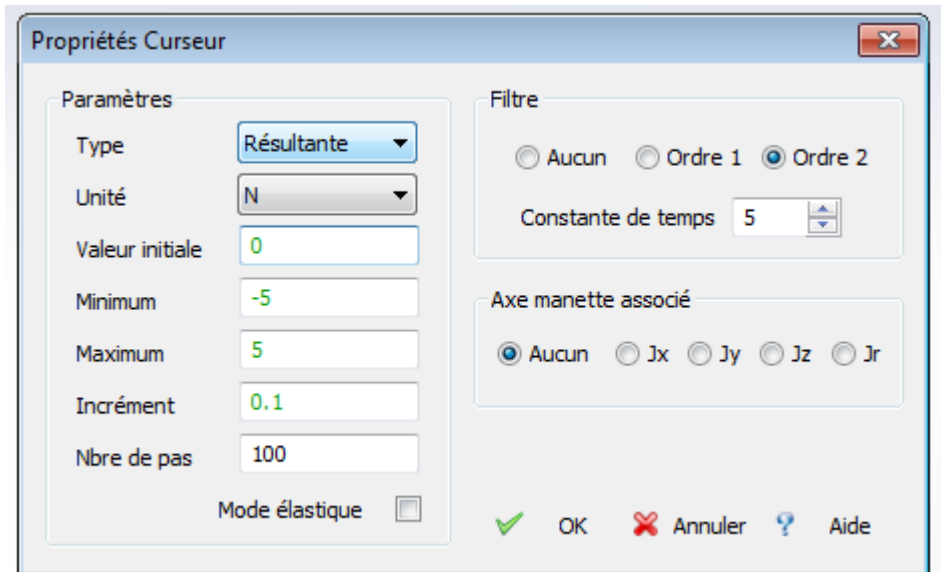 Propriétés Curseur
Paramètres
Type Résultante
Unité N
Valeur initiale 0
Minimum -5
Maximum 5
Incrément 0.1
Nbre de pas 100
Mode élastique
Filtre
Aucun Ordre 1 Ordre 2
Constante de temps 5
Axe manette associé
Aucun Jx Jy Jz Jr
OK Annuler ? Aide